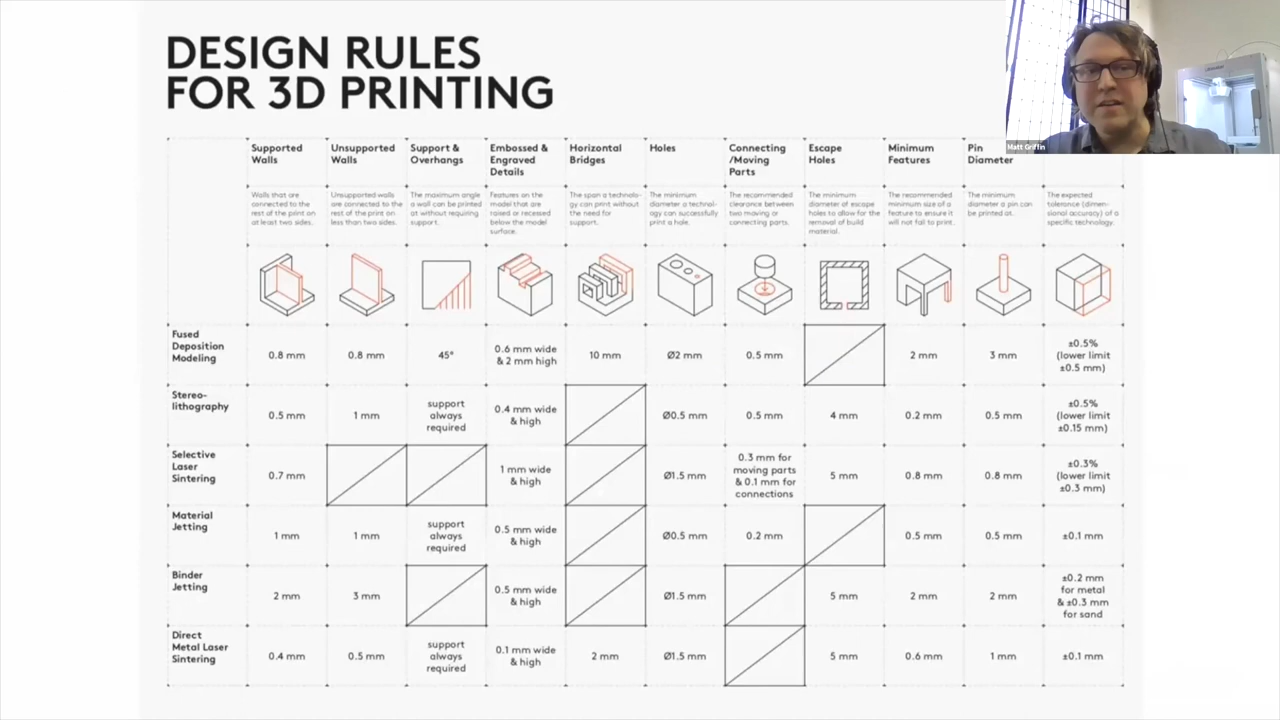 DESIGN RULES
FOR 3D PRINTING
Matt Griffin
Supported
Walls
Unsupported
Walls
Support &
Overhangs
Embossed &
Engraved
Details
Horizontal
Bridges
Holes
Connecting
/Moving
Parts
Escape
Holes
Minimum
Features
Pin
Diameter
Walls that are
connected to the
rest of the print on
at least two sides.
Unsupported walls
are connected to the
rest of the print on
less than two sides.
The maximum angle
a wall can be printed
at without requiring
support.
Features on the
model that are
raised or recessed
below the model
surface.
The span a technolo-
gy can print without
the need for
support.
The minimum
diameter a technol-
ogy can successfully
print a hole.
The recommended
clearance between
two moving or
connecting parts.
The minimum
diameter of escape
holes to allow for the
removal of build
material.
The recommended
minimum size of a
feature to ensure it
will not fail to print.
The minimum
diameter a pin can
be printed at.
The expected
tolerance (dimen-
sional accuracy) of a
specific technology.
Fused
Deposition
Modeling
0.8 mm
0.8 mm
45°
0.6 mm wide
& 2 mm high
10 mm
Ø2 mm
0.5 mm
2 mm
3 mm
±0.5%
(lower limit
±0.5 mm)
Stereo-
lithography
0.5 mm
1 mm
support
always
required
0.4 mm wide
& high
Ø0.5 mm
0.5 mm
4 mm
0.2 mm
0.5 mm
±0.5%
(lower limit
±0.15 mm)
Selective
Laser
Sintering
0.7 mm
1 mm wide
& high
Ø1.5 mm
0.3 mm for
moving parts
& 0.1 mm for
connections
5 mm
0.8 mm
0.8 mm
±0.3%
(lower limit
±0.3 mm)
Material
Jetting
1 mm
1 mm
support
always
required
0.5 mm wide
& high
Ø0.5 mm
0.2 mm
0.5 mm
0.5 mm
±0.1 mm
Binder
Jetting
2 mm
3 mm
0.5 mm wide
& high
Ø1.5 mm
5 mm
2 mm
2 mm
±0.2 mm
for metal
& ±0.3 mm
for sand
Direct
Metal Laser
Sintering
0.4 mm
0.5 mm
support
always
required
0.1 mm wide
& high
2 mm
Ø1.5 mm
5 mm
0.6 mm
1 mm
±0.1 mm